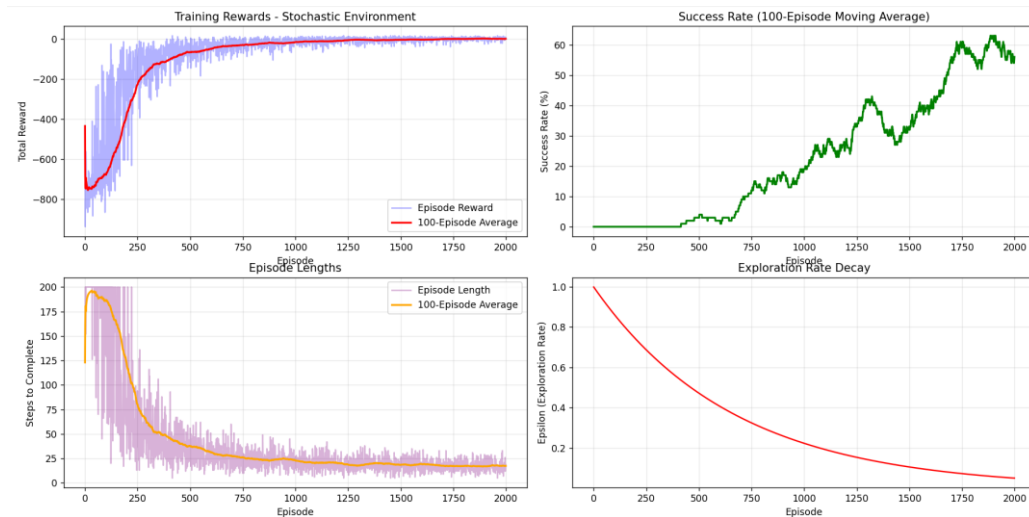 Training Rewards - Stochastic Environment
0
−200
−400
−600
−800
Total Reward
Episode Reward
100-Episode Average
0 250 500 750 1000 1250 1500 1750 2000
Episode
Success Rate (100-Episode Moving Average)
60
50
40
30
20
10
0
Success Rate (%)
0 250 500 750 1000 1250 1500 1750 2000
Episode
Episode Lengths
200
175
150
125
100
75
50
25
0
Steps to Complete
Episode Length
100-Episode Average
0 250 500 750 1000 1250 1500 1750 2000
Episode
Exploration Rate Decay
1.0
0.8
0.6
0.4
0.2
Epsilon (Exploration Rate)
0 250 500 750 1000 1250 1500 1750 2000
Episode